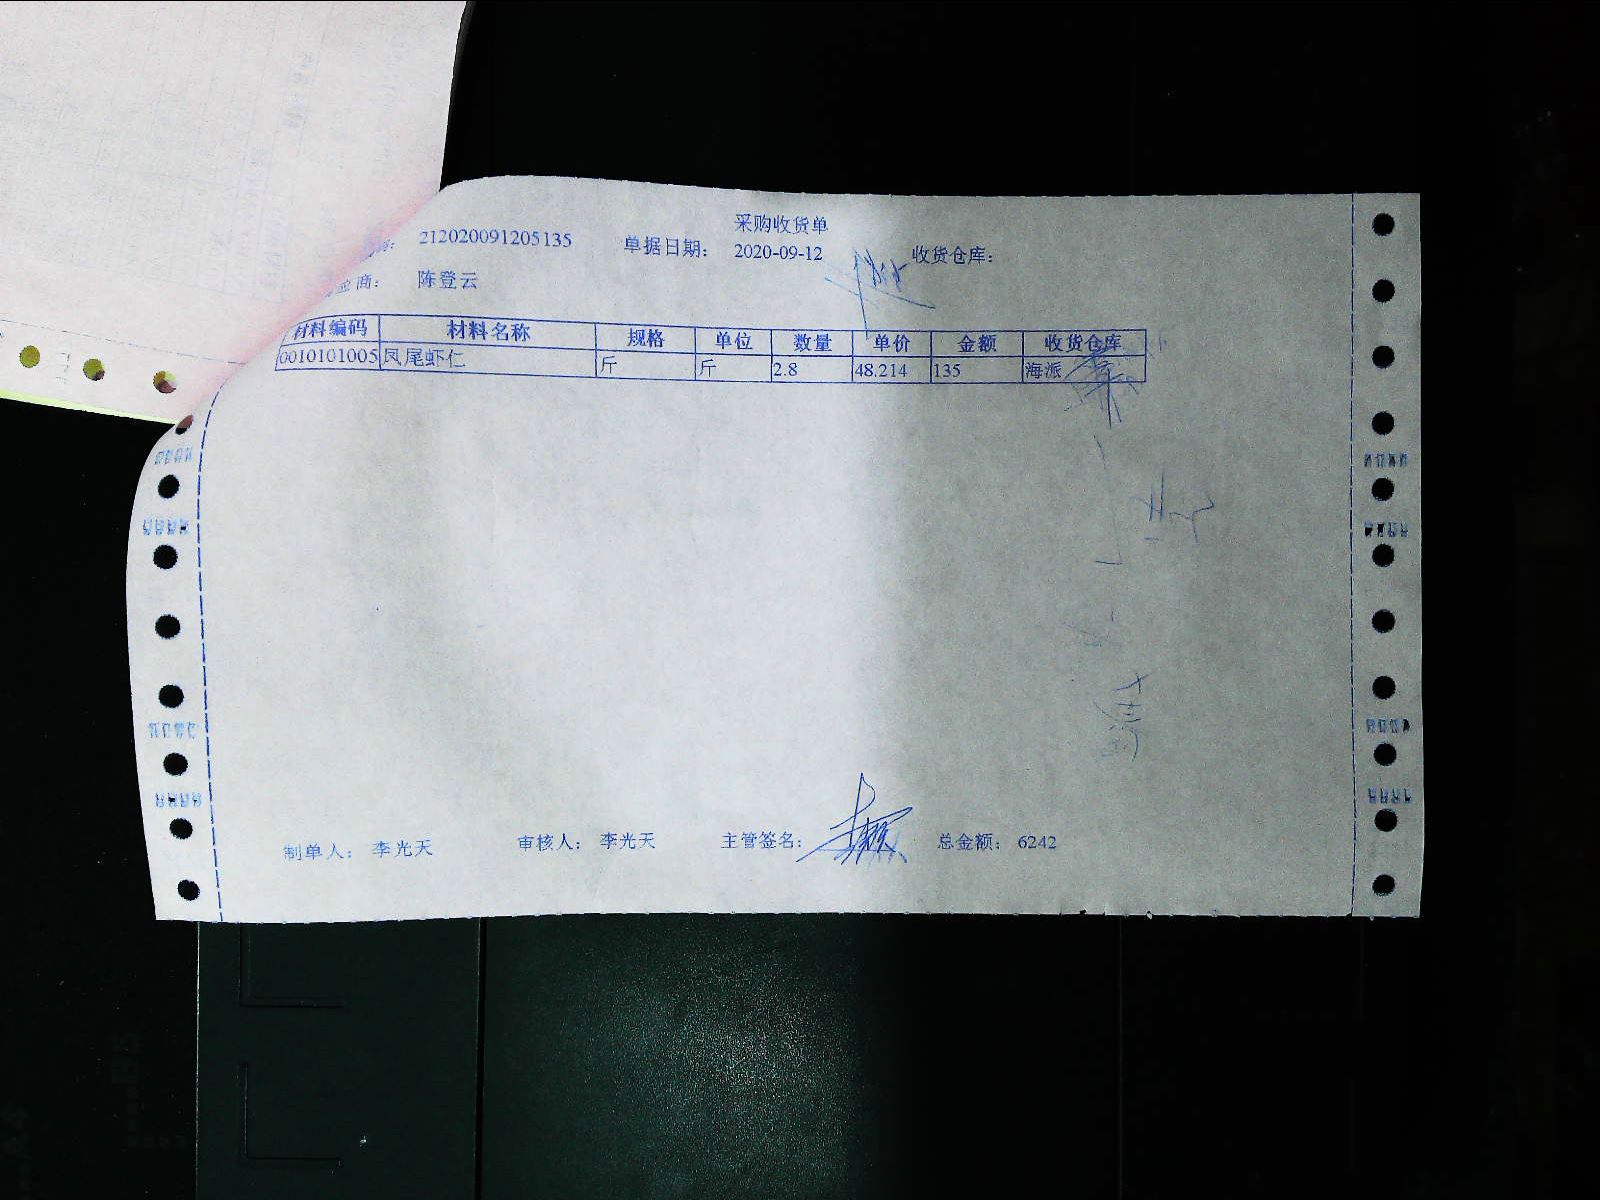 采购收货单
212020091205135 单据日期: 2020-09-12 收货仓库:
商: 陈登云
材料编码 材料名称 规格 单位 数量 单价 金额 收货仓库
0010101005 凤尾虾仁 斤 斤 2.8 48.214 135 海派
制单人: 李光天 审核人: 李光天 主管签名: 总金额: 6242